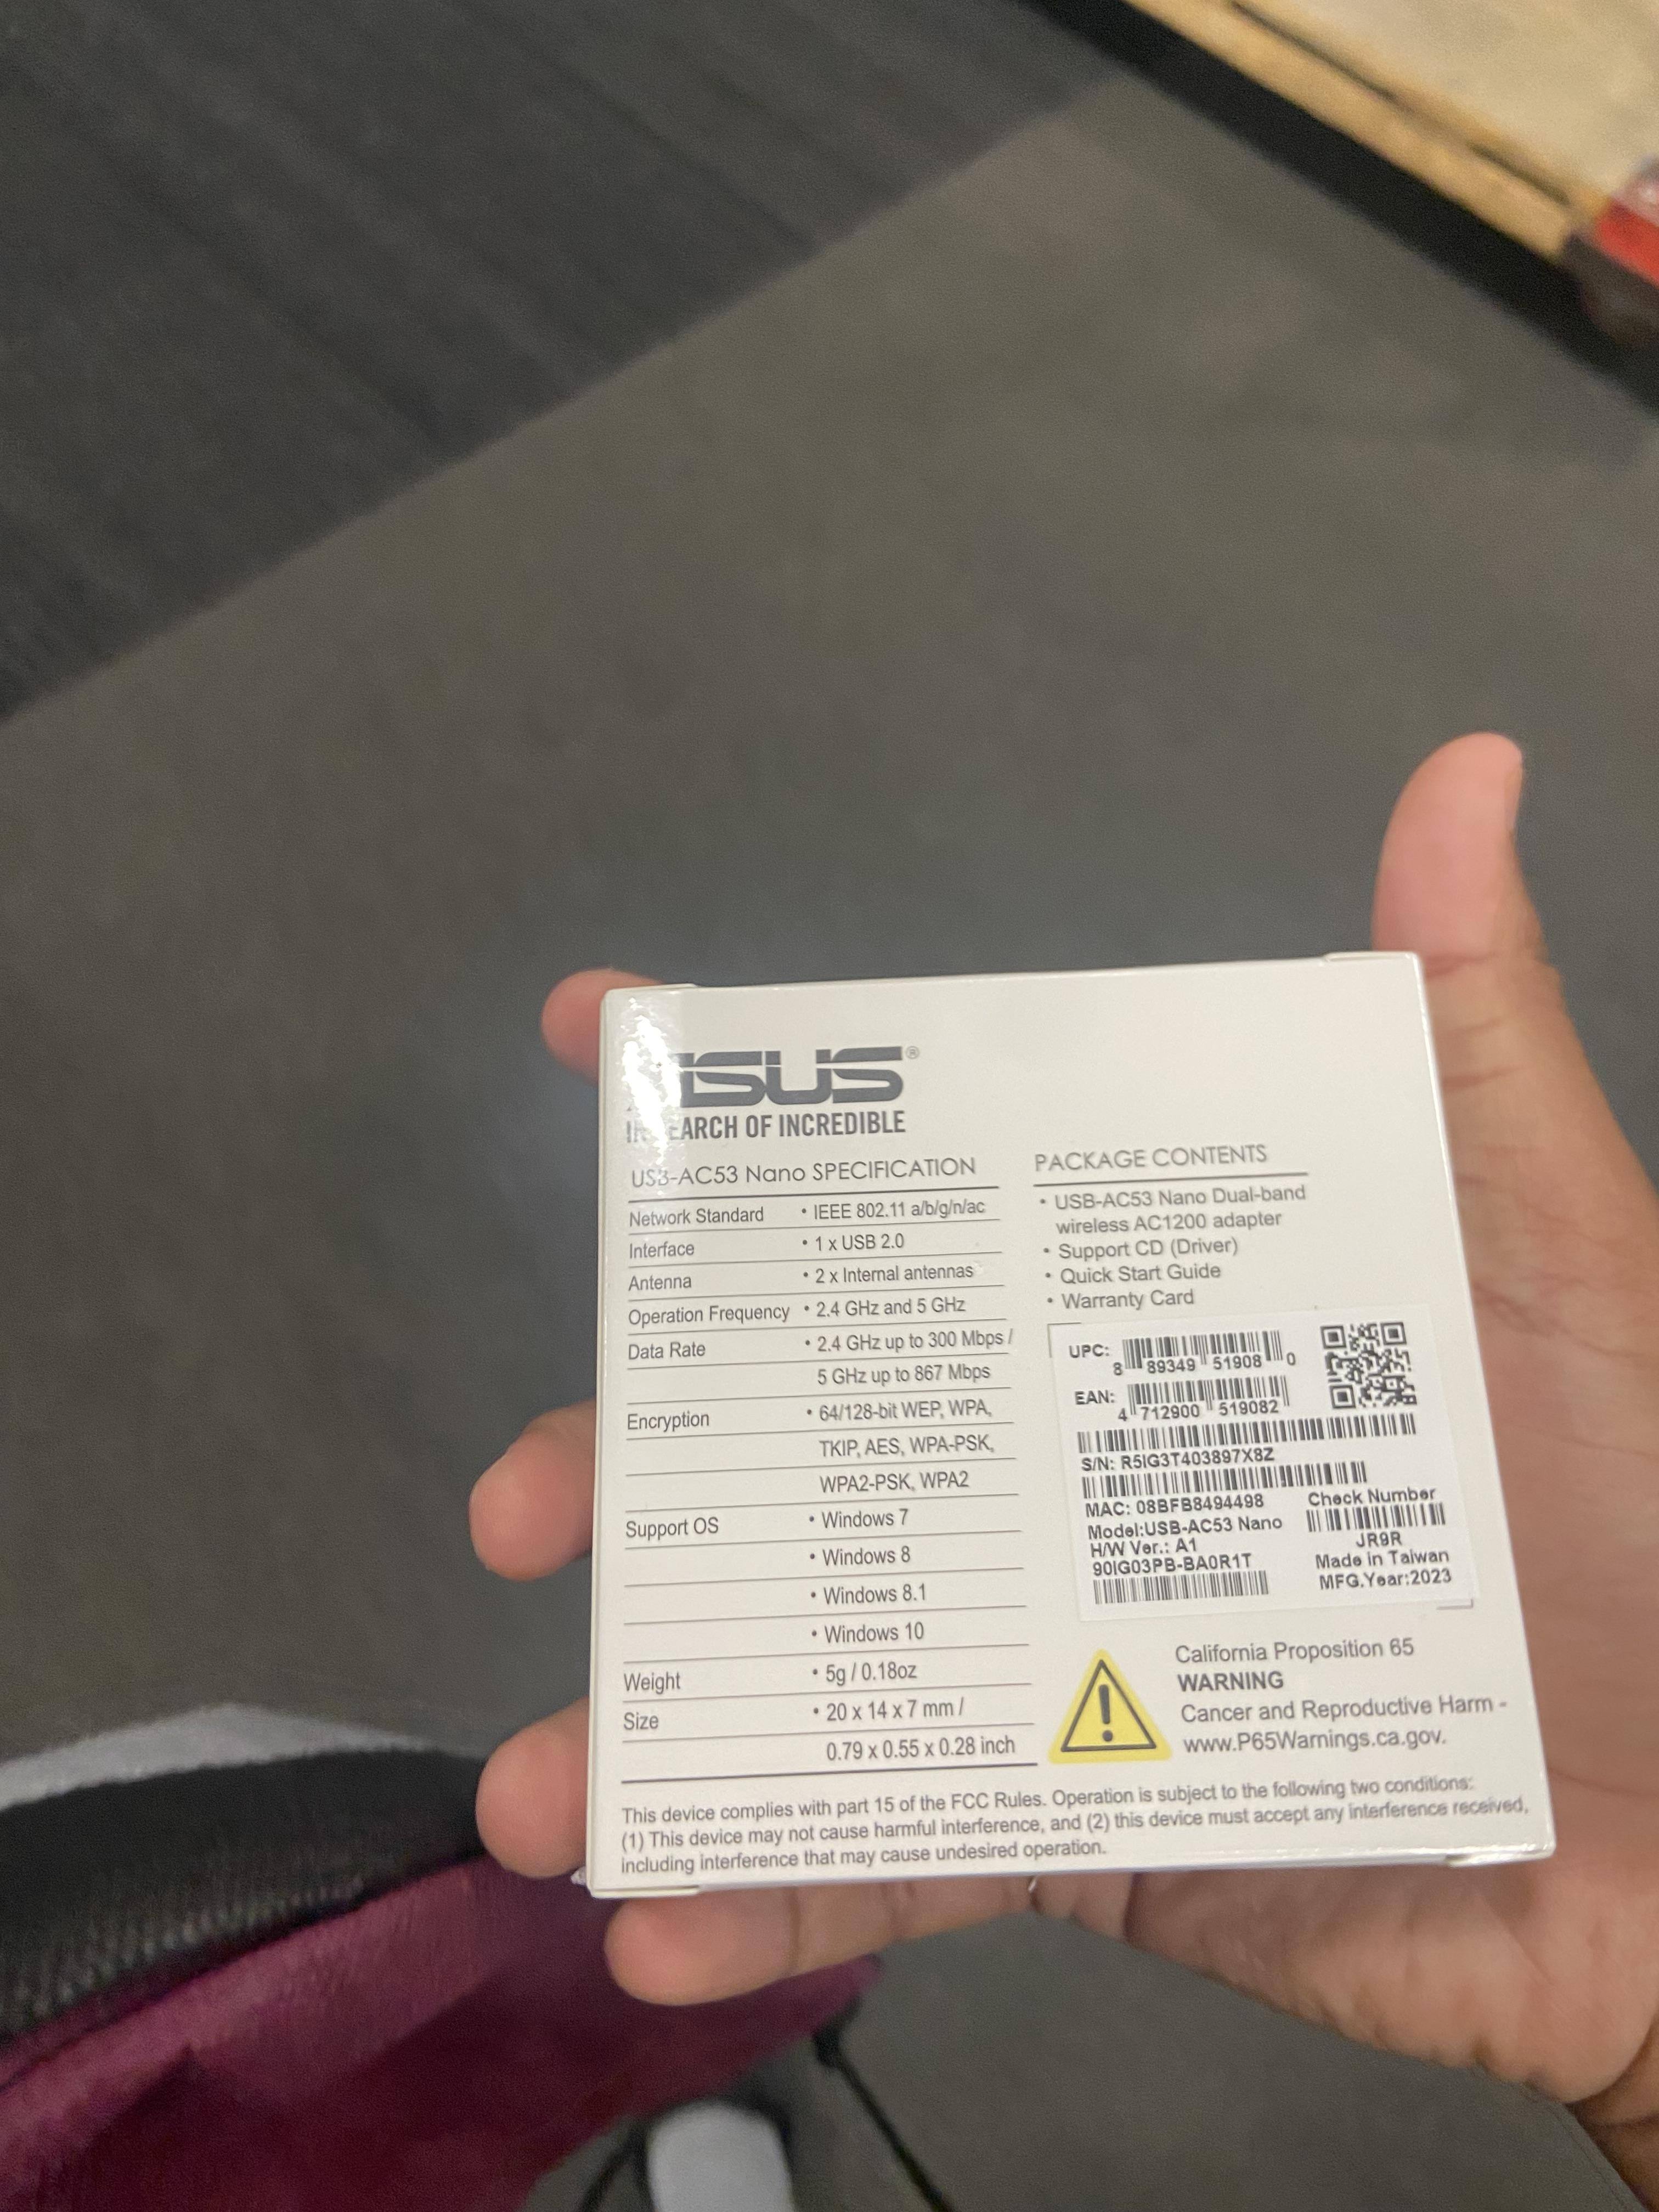 ASUS®
IN SEARCH OF INCREDIBLE
USB-AC53 Nano SPECIFICATION
Network Standard • IEEE 802.11 a/b/g/n/ac
Interface • 1 x USB 2.0
Antenna • 2 x Internal antennas
Operation Frequency • 2.4 GHz and 5 GHz
Data Rate • 2.4 GHz up to 300 Mbps /
5 GHz up to 867 Mbps
Encryption • 64/128-bit WEP, WPA,
TKIP, AES, WPA-PSK,
WPA2-PSK, WPA2
Support OS • Windows 7
• Windows 8
• Windows 8.1
• Windows 10
Weight • 5g / 0.18oz
Size • 20 x 14 x 7 mm /
0.79 x 0.55 x 0.28 inch
PACKAGE CONTENTS
• USB-AC53 Nano Dual-band
wireless AC1200 adapter
• Support CD (Driver)
• Quick Start Guide
• Warranty Card
UPC:
8 89349 51908 0
EAN:
4 712900 519082
S/N: R5IG3T403897X8Z
MAC: 08BFB8494498
Model:USB-AC53 Nano
H/W Ver.: A1
90IG03PB-BA0R1T
Check Number
JR9R
Made in Taiwan
MFG.Year:2023
California Proposition 65
WARNING
Cancer and Reproductive Harm -
www.P65Warnings.ca.gov.
This device complies with part 15 of the FCC Rules. Operation is subject to the following two conditions:
(1) This device may not cause harmful interference, and (2) this device must accept any interference received,
including interference that may cause undesired operation.